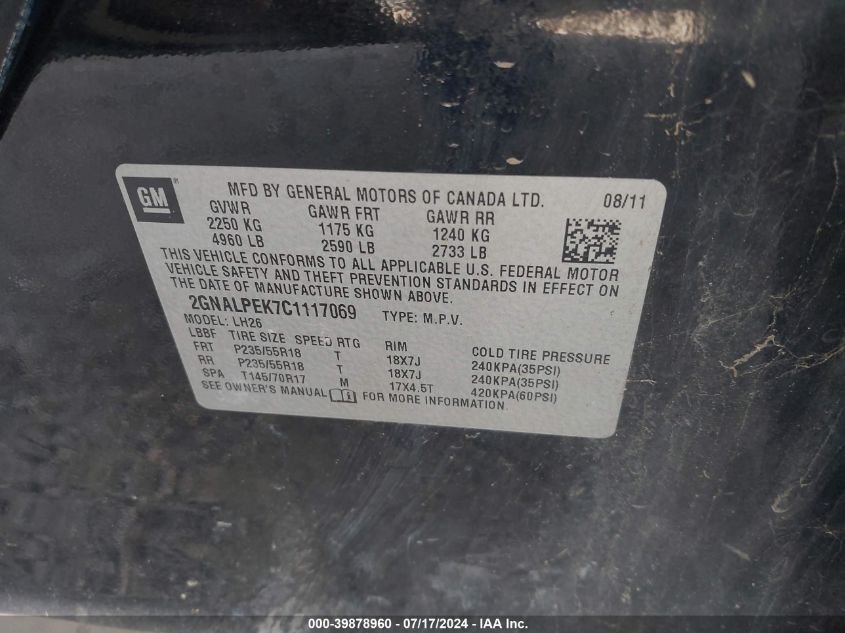 GM ®
MFD BY GENERAL MOTORS OF CANADA LTD. 08/11
GVWR GAWR FRT GAWR RR
2250 KG 1175 KG 1240 KG
4960 LB 2590 LB 2733 LB
THIS VEHICLE CONFORMS TO ALL APPLICABLE U.S. FEDERAL MOTOR
VEHICLE SAFETY AND THEFT PREVENTION STANDARDS IN EFFECT ON
THE DATE OF MANUFACTURE SHOWN ABOVE.
2GNALPEK7C1117069 TYPE: M.P.V.
MODEL: LH26
LBBF TIRE SIZE SPEED RTG RIM COLD TIRE PRESSURE
FRT P235/55R18 T 18X7J 240KPA(35PSI)
RR P235/55R18 T 18X7J 240KPA(35PSI)
SPA T145/70R17 M 17X4.5T 420KPA(60PSI)
SEE OWNER'S MANUAL FOR MORE INFORMATION.
000-39878960 - 07/17/2024 - IAA Inc.